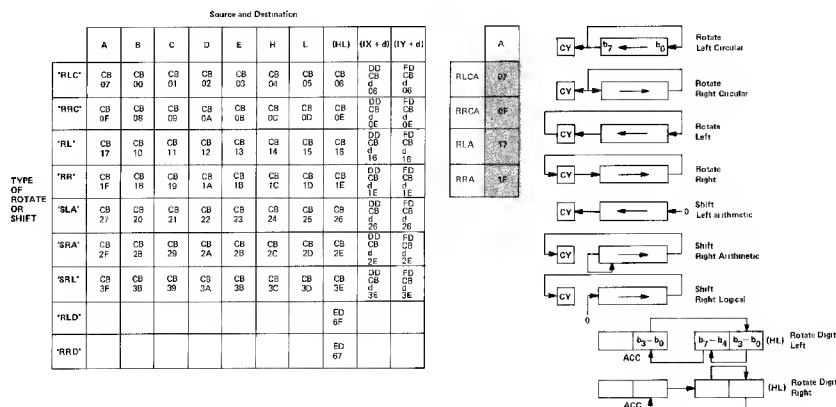 Source and Destination
A B C D E H L (HL) (IX + d) (IY + d)
'RLC' CB 07 CB 00 CB 01 CB 02 CB 03 CB 04 CB 05 CB 06 DD CB d 06 FD CB d 06
'RRC' CB 0F CB 08 CB 09 CB 0A CB 0B CB 0C CB 0D CB 0E DD CB d 0E FD CB d 0E
'RL' CB 17 CB 10 CB 11 CB 12 CB 13 CB 14 CB 15 CB 16 DD CB d 16 FD CB d 16
'RR' CB 1F CB 18 CB 19 CB 1A CB 1B CB 1C CB 1D CB 1E DD CB d 1E FD CB d 1E
'SLA' CB 27 CB 20 CB 21 CB 22 CB 23 CB 24 CB 25 CB 26 DD CB d 26 FD CB d 26
'SRA' CB 2F CB 28 CB 29 CB 2A CB 2B CB 2C CB 2D CB 2E DD CB d 2E FD CB d 2E
'SRL' CB 3F CB 38 CB 39 CB 3A CB 3B CB 3C CB 3D CB 3E DD CB d 3E FD CB d 3E
'RLD' ED 6F
'RRD' ED 67
TYPE
OF
ROTATE
OR
SHIFT
A
RLCA 07
RRCA 0F
RLA 17
RRA 1F
CY b7 b0 Rotate
Left Circular
CY Rotate
Right Circular
CY Rotate
Left
CY Rotate
Right
CY 0 Shift
Left arithmetic
CY Shift
Right Arithmetic
CY Shift
Right Logical
0
b3-b0 b7-b4 b3-b0 (HL) Rotate Digit
Left
ACC
(HL) Rotate Digit
Right
ACC